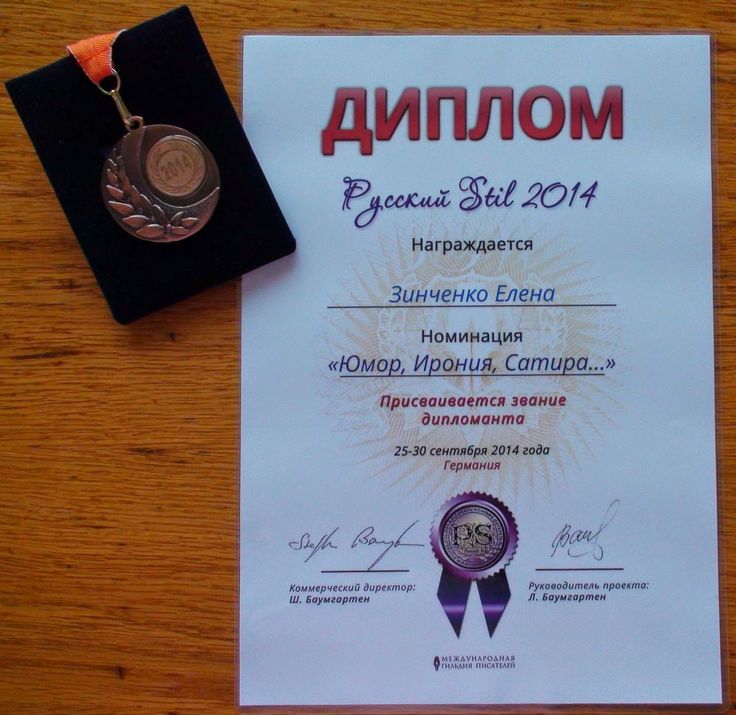 2014
ДИПЛОМ
Русский Stil 2014
Награждается
Зинченко Елена
Номинация
«Юмор, Ирония, Сатира...»
Присваивается звание
дипломанта
25-30 сентября 2014 года
Германия
PS
Коммерческий директор:
Ш. Баумгартен
Руководитель проекта:
Л. Баумгартен
МЕЖДУНАРОДНАЯ
ГИЛЬДИЯ ПИСАТЕЛЕЙ